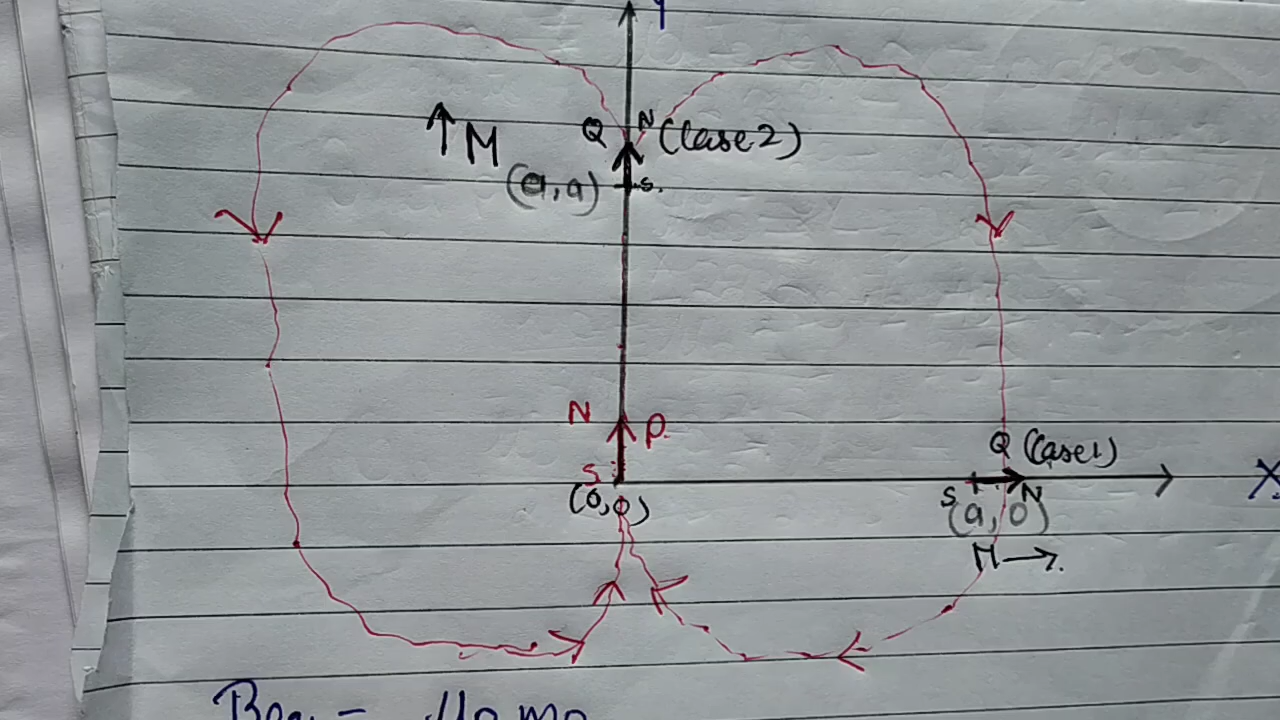 Y
Q N (Case 2)
↑ M
(a, a) S.
N P.
S
(0,0)
Q (Case 1)
X
S N
(a, 0)
M →